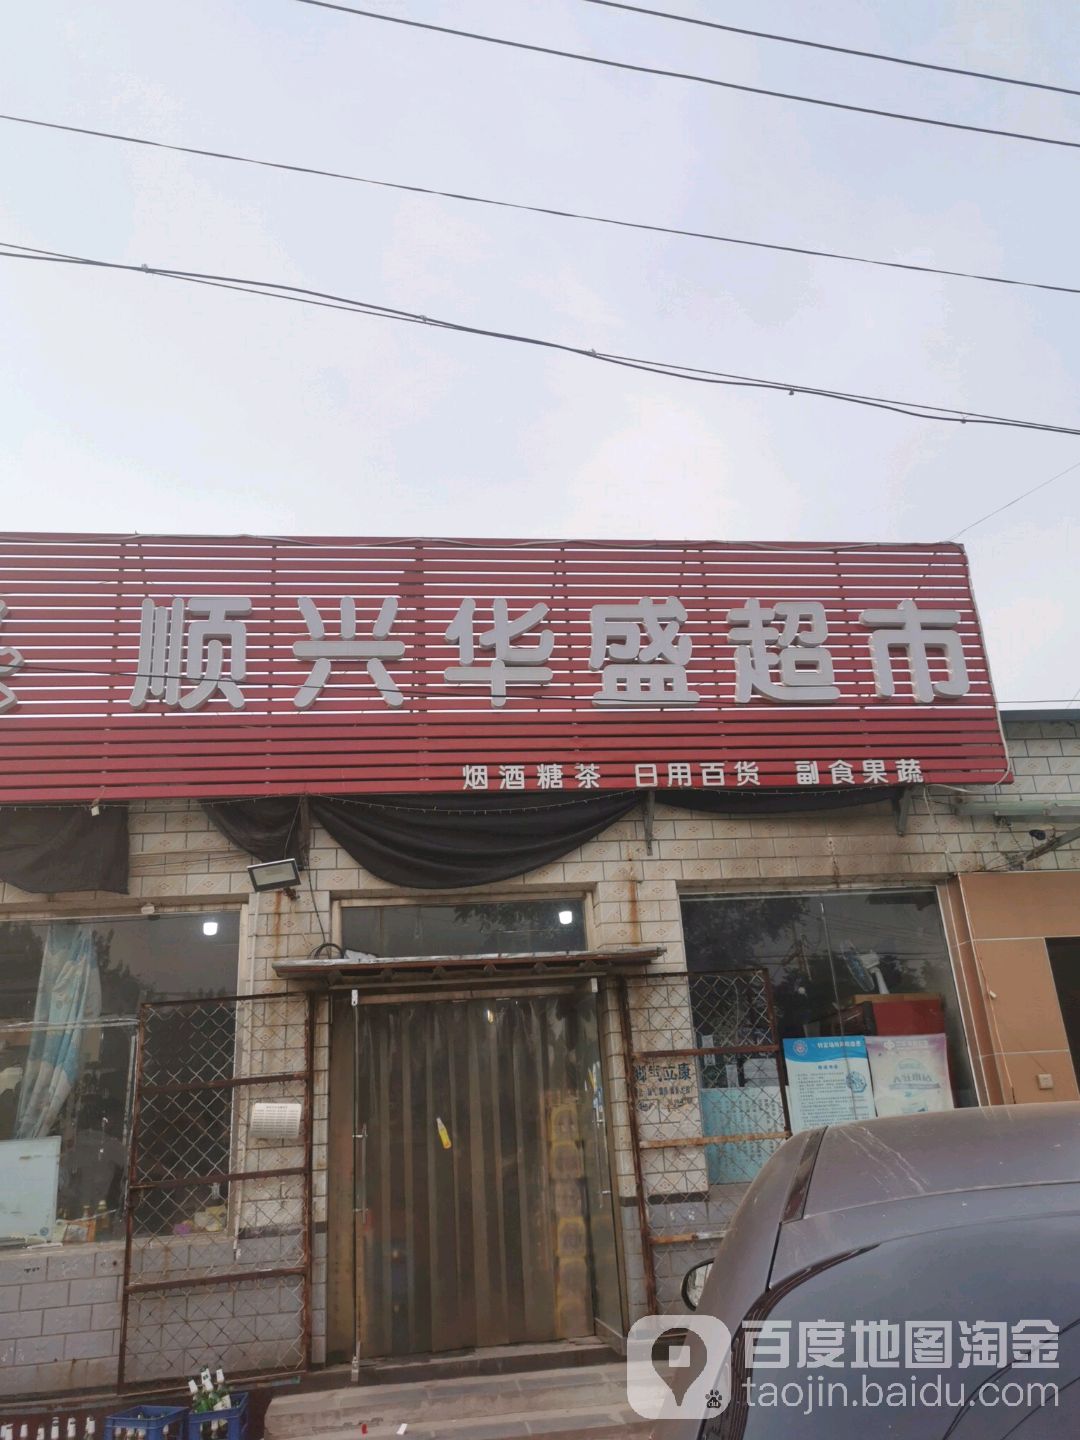 顺兴华盛超市
烟酒糖茶 日用百货 副食果蔬
百度地图淘金
taojin.baidu.com